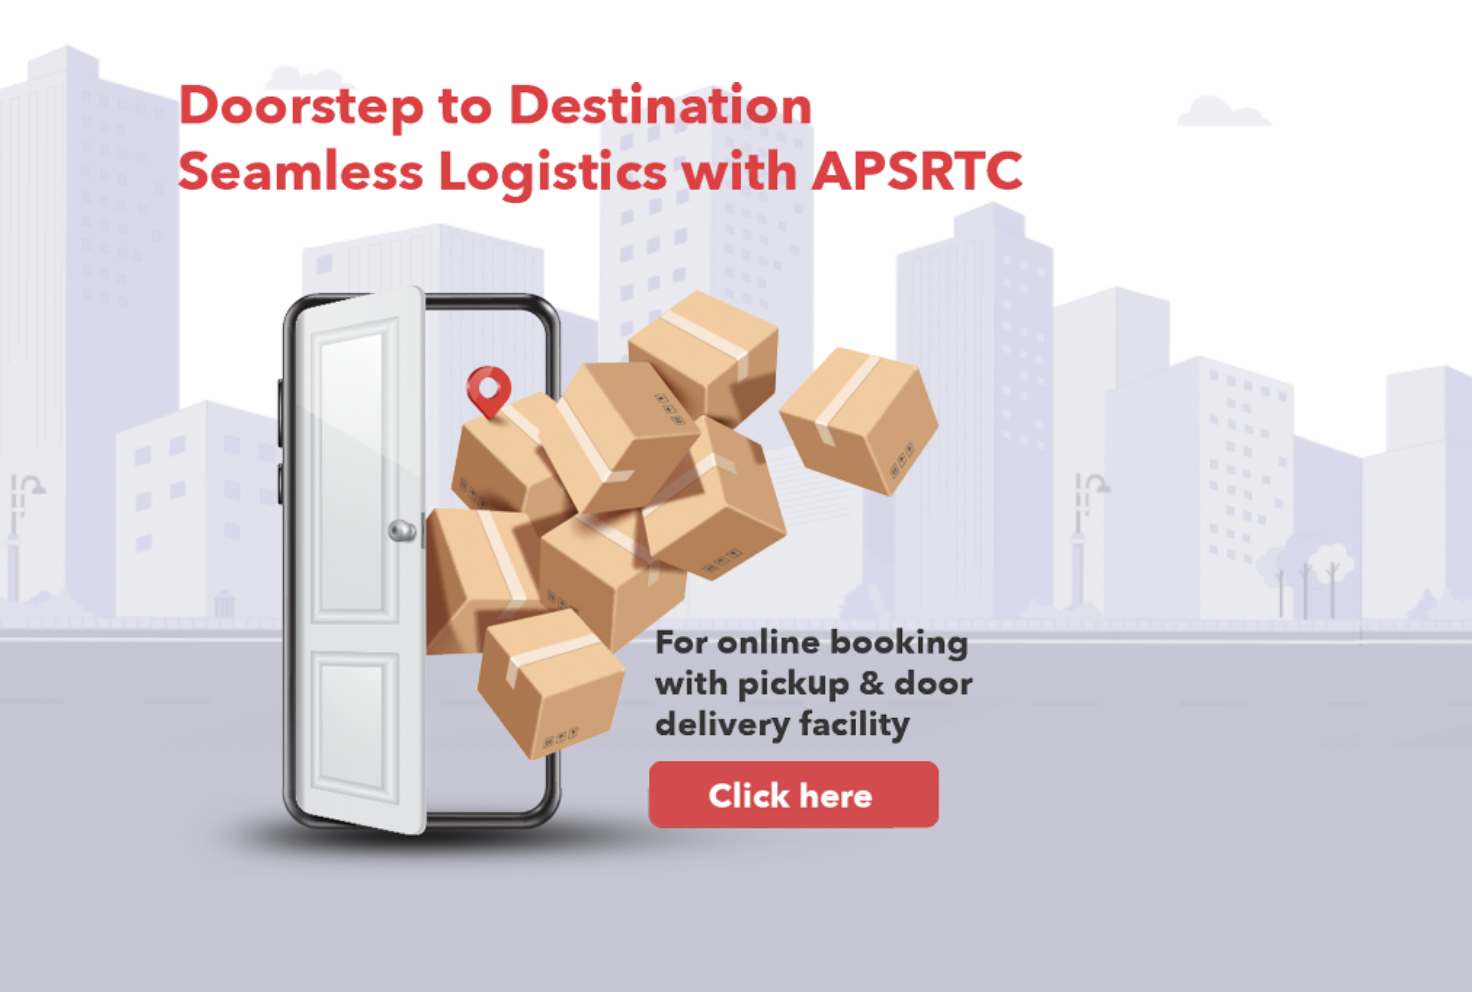 Doorstep to Destination
Seamless Logistics with APSRTC
For online booking
with pickup & door
delivery facility
Click here